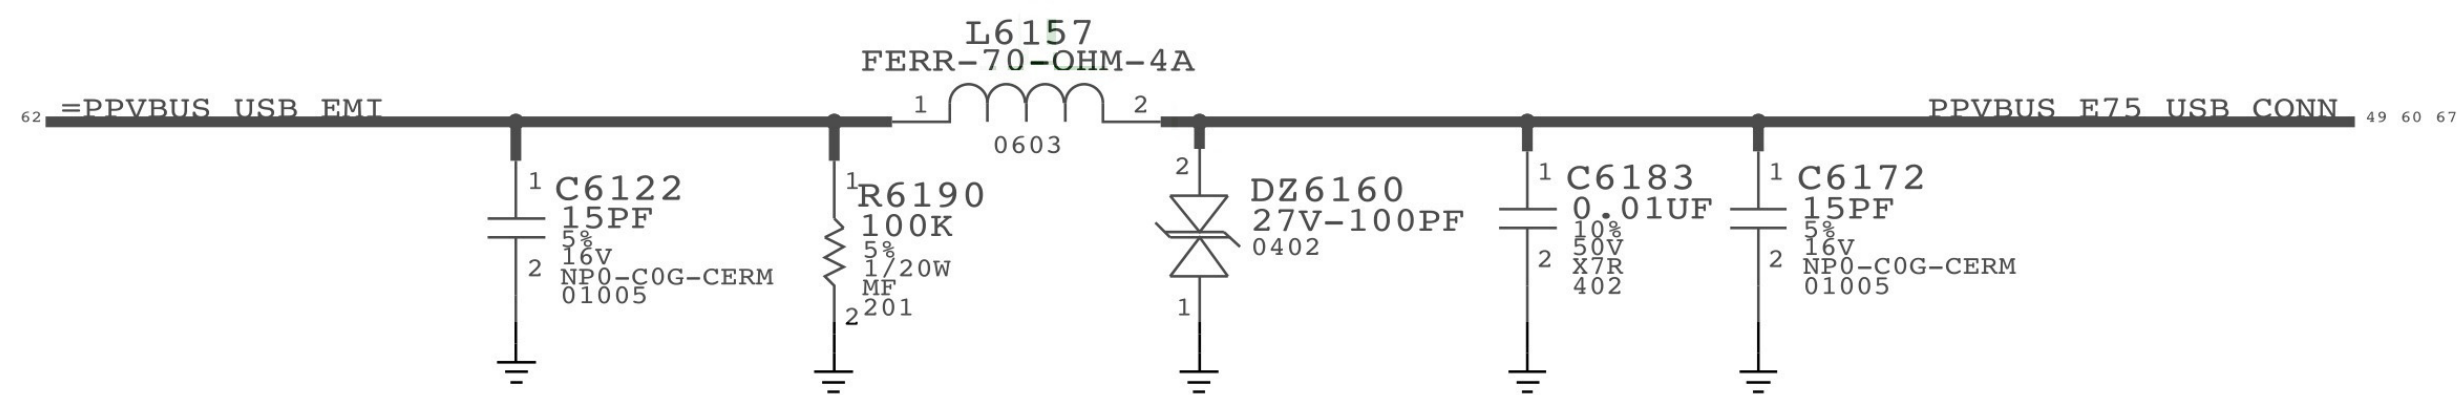 L6157
FERR-70-OHM-4A
62 =PPVBUS_USB_EMI
1 2
PPVBUS_E75_USB_CONN 49 60 67
0603
1 C6122
15PF
5%
16V
2 NP0-C0G-CERM
01005
1 R6190
100K
5%
1/20W
MF
2 201
2
DZ6160
27V-100PF
0402
1
1 C6183
0.01UF
10%
50V
2 X7R
402
1 C6172
15PF
5%
16V
2 NP0-C0G-CERM
01005